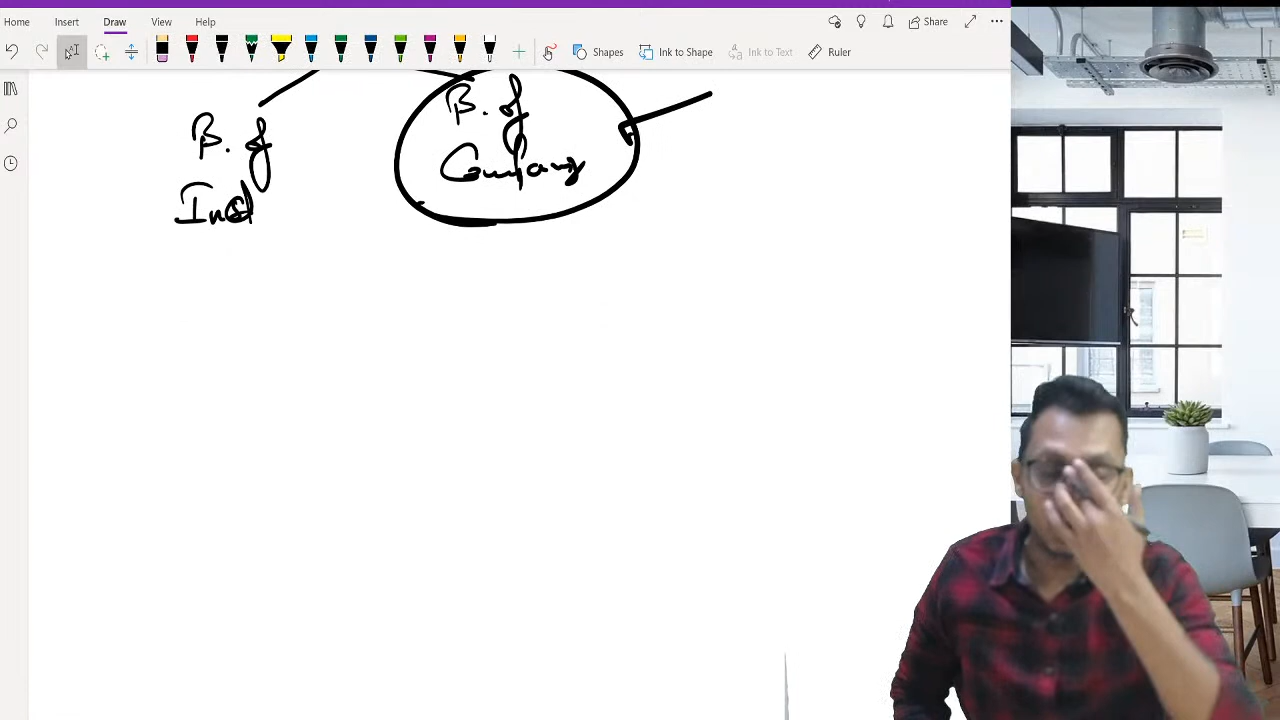 Home Insert Draw View Help
Share
Shapes Ink to Shape Ink to Text Ruler
B. of
Company
B. of
Ind